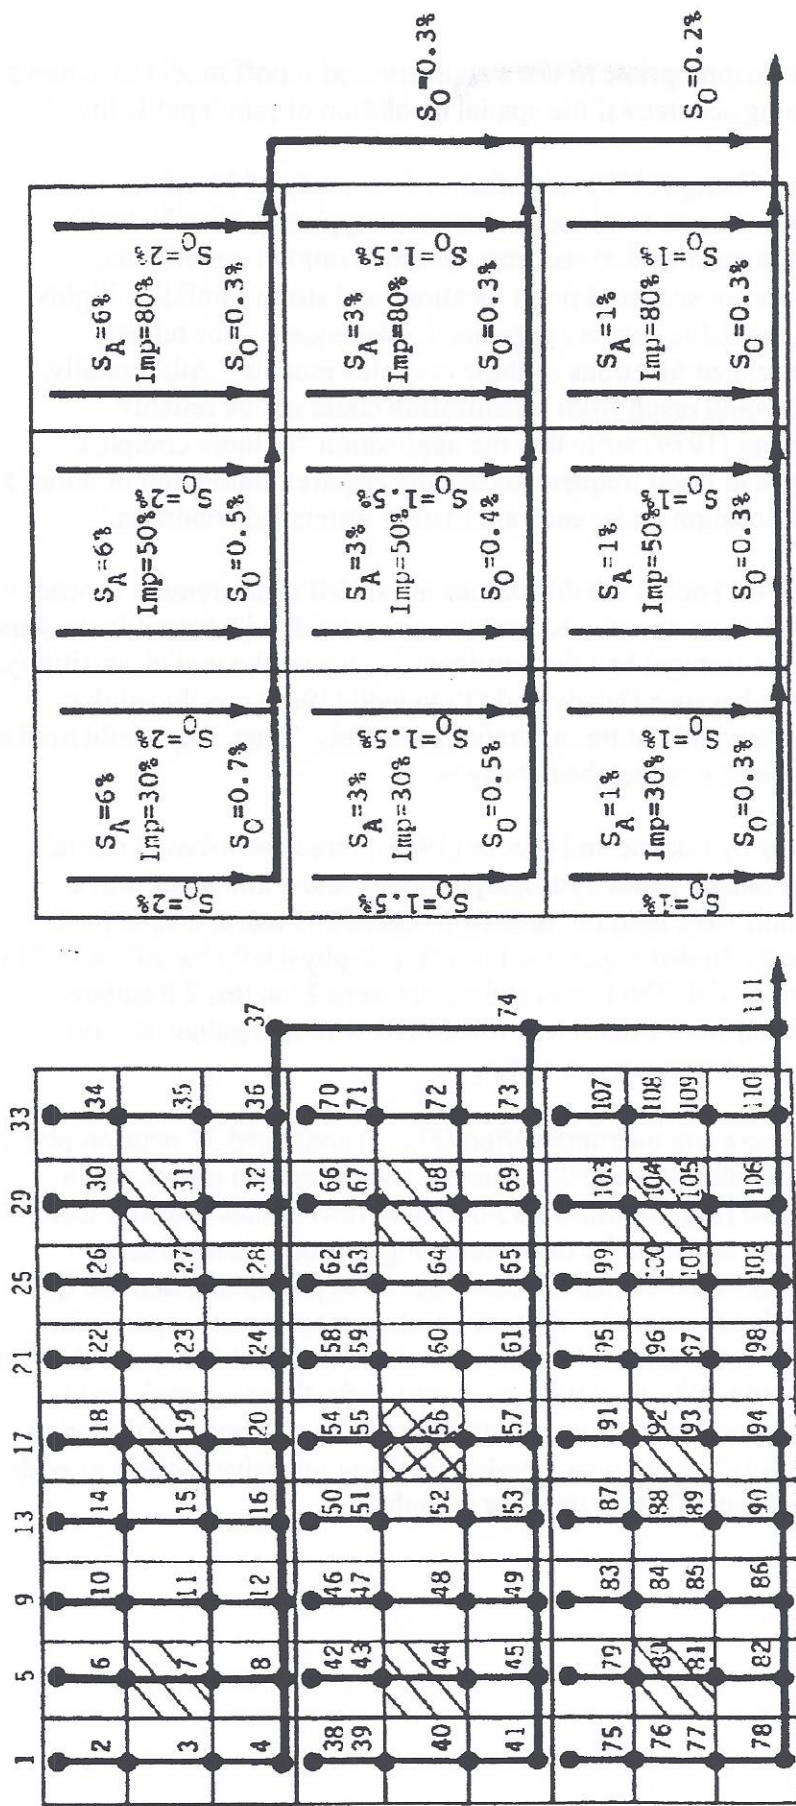 1 5 9 13 17 21 25 29 33
2 6 10 14 18 22 26 30 34
3 7 11 15 19 23 27 31 35
4 8 12 16 20 24 28 32 36
37
38 42 46 50 54 58 62 66 70
39 43 47 51 55 59 63 67 71
40 44 48 52 56 60 64 68 72
41 45 49 53 57 61 65 69 73
74
75 79 83 87 91 95 99 103 107
76 80 84 88 92 96 100 104 108
77 81 85 89 93 97 101 105 109
78 82 86 90 94 98 102 106 110
111
S_A=6% S_A=6% S_A=6%
Imp=30% Imp=50% Imp=80%
S_O=2% S_O=2% S_O=2% S_O=2%
S_O=0.7% S_O=0.5% S_O=0.3%
S_O=0.3%
S_A=3% S_A=3% S_A=3%
Imp=30% Imp=50% Imp=80%
S_O=1.5% S_O=1.5% S_O=1.5% S_O=1.5%
S_O=0.5% S_O=0.4% S_O=0.3%
S_O=0.2%
S_A=1% S_A=1% S_A=1%
Imp=30% Imp=50% Imp=80%
S_O=1% S_O=1% S_O=1% S_O=1%
S_O=0.3% S_O=0.3% S_O=0.3%